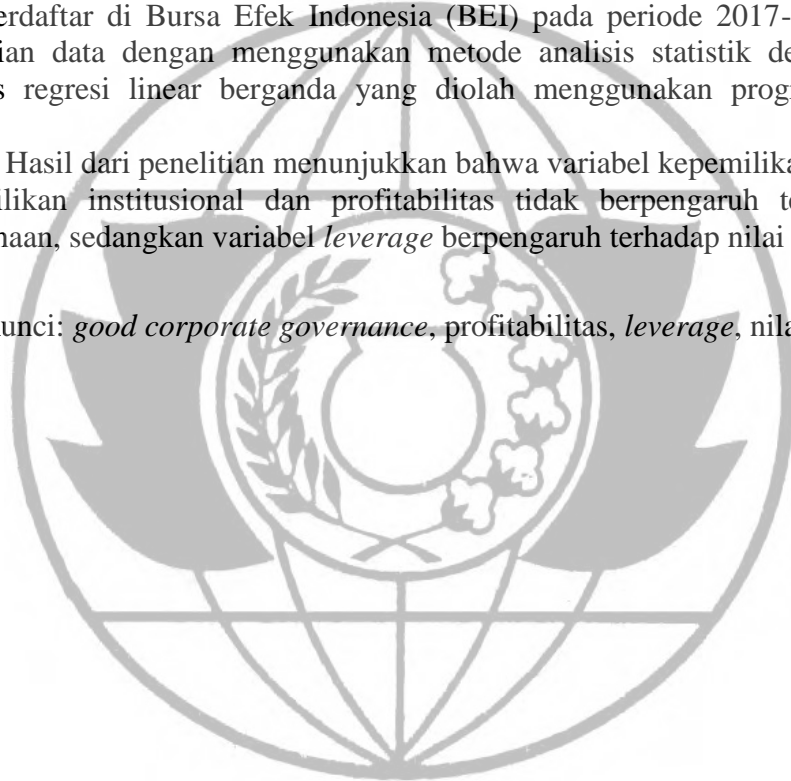 erdaftar di Bursa Efek Indonesia (BEI) pada periode 2017-
ian data dengan menggunakan metode analisis statistik de
s regresi linear berganda yang diolah menggunakan prog
Hasil dari penelitian menunjukkan bahwa variabel kepemilika
ilikan institusional dan profitabilitas tidak berpengaruh te
naan, sedangkan variabel leverage berpengaruh terhadap nilai
unci: good corporate governance, profitabilitas, leverage, nila